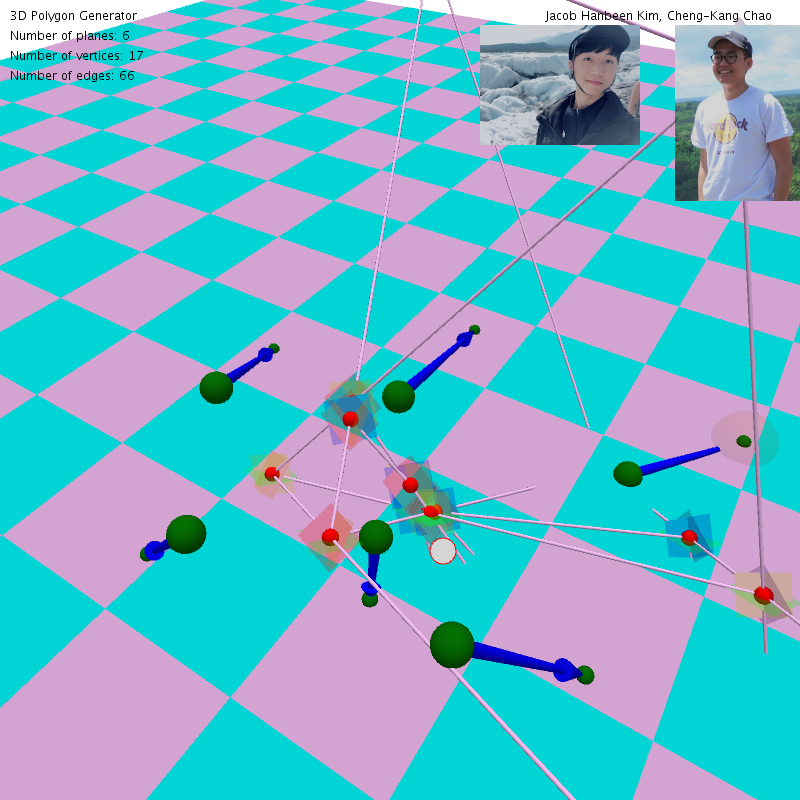 3D Polygon Generator
Jacob Hanbeen Kim, Cheng-Kang Chao
Number of planes: 6
Number of vertices: 17
Number of edges: 66